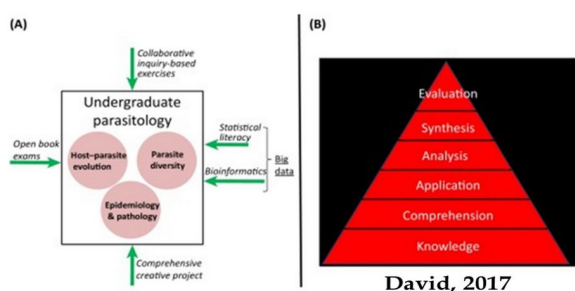 (A)
Collaborative
inquiry-based
exercises
Undergraduate
parasitology
Open book
exams
Host–parasite
evolution
Parasite
diversity
Epidemiology
& pathology
Statistical
literacy
Bioinformatics
Big
data
Comprehensive
creative project
(B)
Evaluation
Synthesis
Analysis
Application
Comprehension
Knowledge
David, 2017